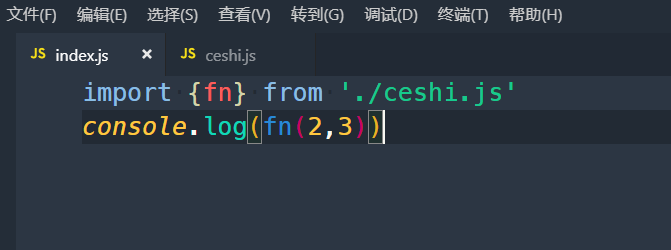 文件(F) 编辑(E) 选择(S) 查看(V) 转到(G) 调试(D) 终端(T) 帮助(H)
JS index.js × JS ceshi.js
import {fn} from './ceshi.js'
console.log(fn(2,3))